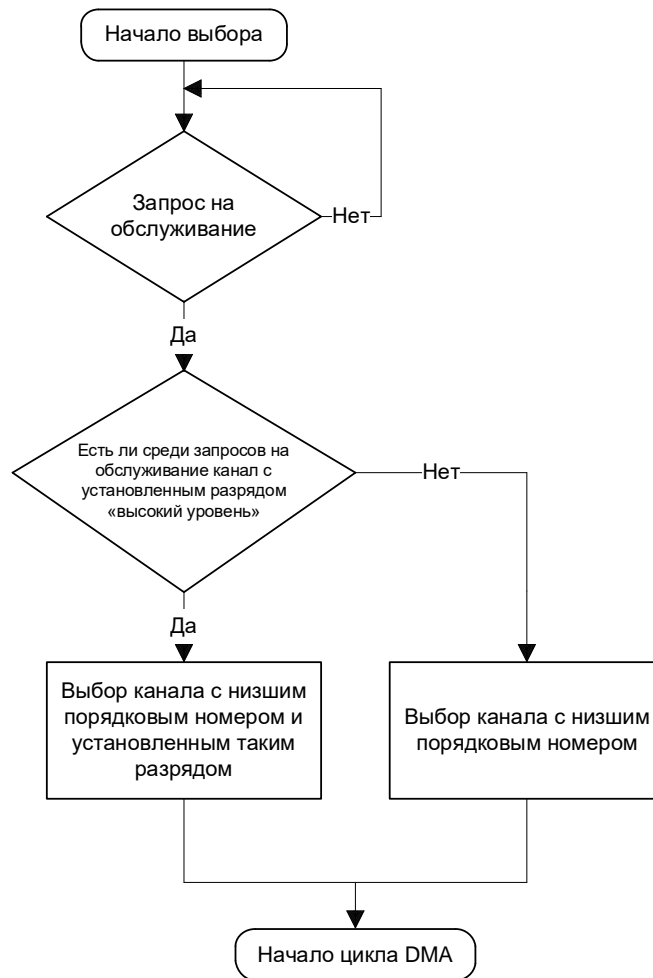 Начало выбора
Запрос на
обслуживание
Нет
Да
Есть ли среди запросов на
обслуживание канал с
установленным разрядом
«высокий уровень»
Нет
Да
Выбор канала с низшим
порядковым номером и
установленным таким
разрядом
Выбор канала с низшим
порядковым номером
Начало цикла DMA